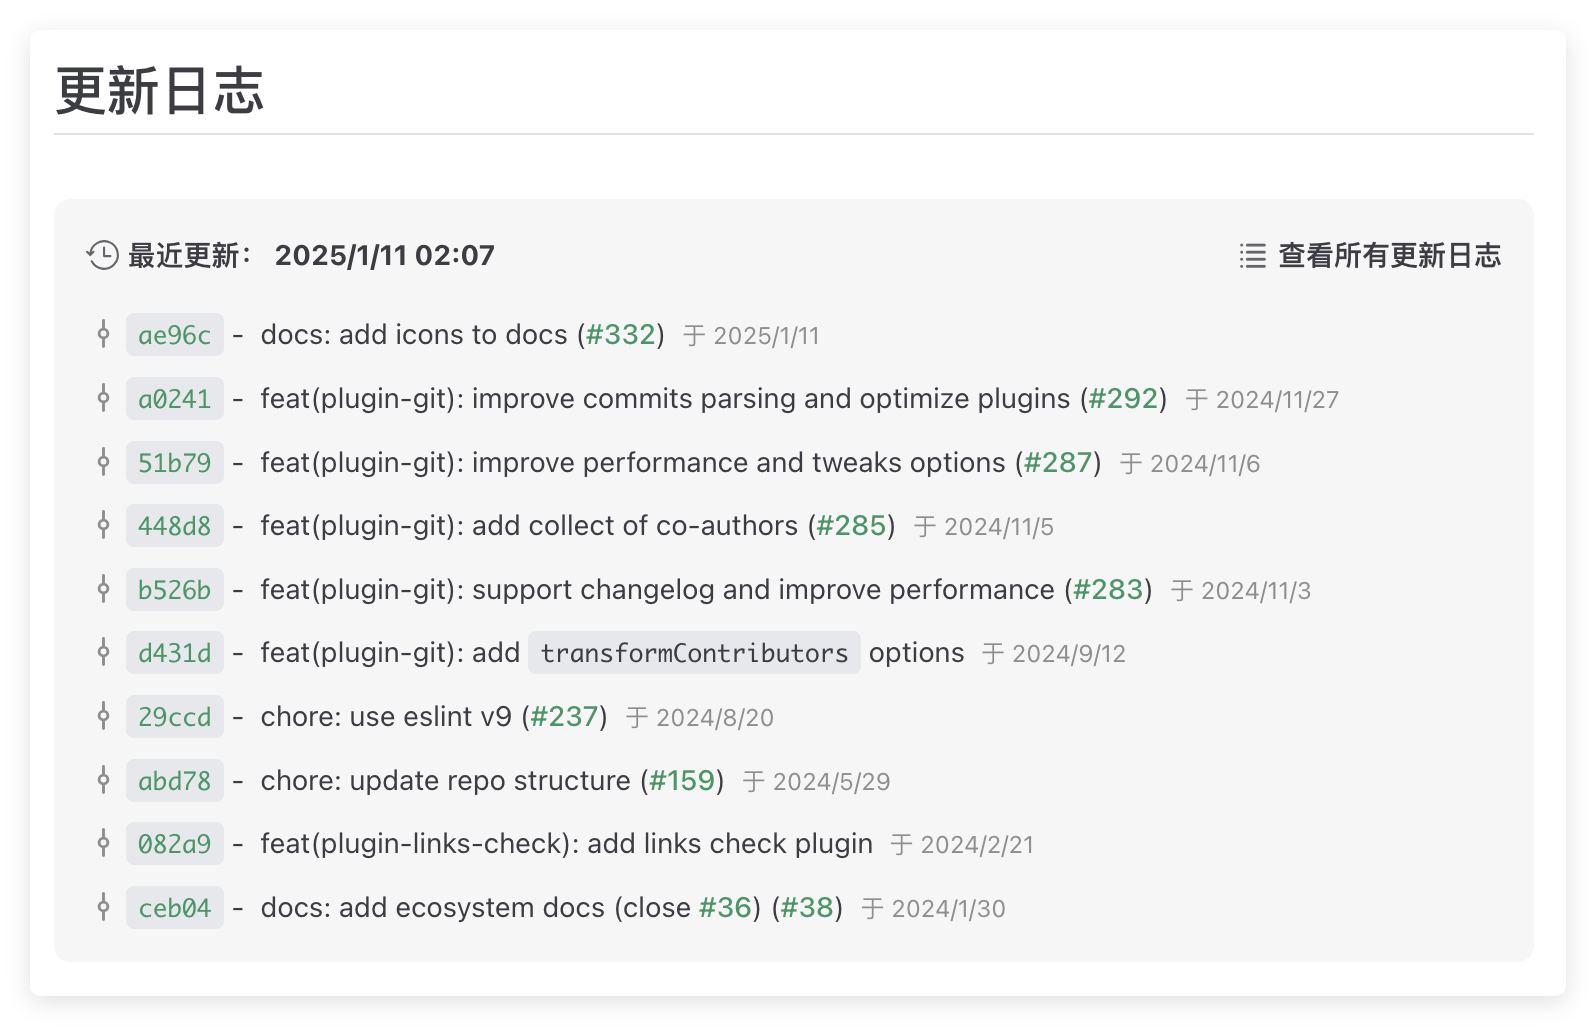 更新日志
最近更新： 2025/1/11 02:07
查看所有更新日志
ae96c - docs: add icons to docs (#332) 于 2025/1/11
a0241 - feat(plugin-git): improve commits parsing and optimize plugins (#292) 于 2024/11/27
51b79 - feat(plugin-git): improve performance and tweaks options (#287) 于 2024/11/6
448d8 - feat(plugin-git): add collect of co-authors (#285) 于 2024/11/5
b526b - feat(plugin-git): support changelog and improve performance (#283) 于 2024/11/3
d431d - feat(plugin-git): add transformContributors options 于 2024/9/12
29ccd - chore: use eslint v9 (#237) 于 2024/8/20
abd78 - chore: update repo structure (#159) 于 2024/5/29
082a9 - feat(plugin-links-check): add links check plugin 于 2024/2/21
ceb04 - docs: add ecosystem docs (close #36) (#38) 于 2024/1/30